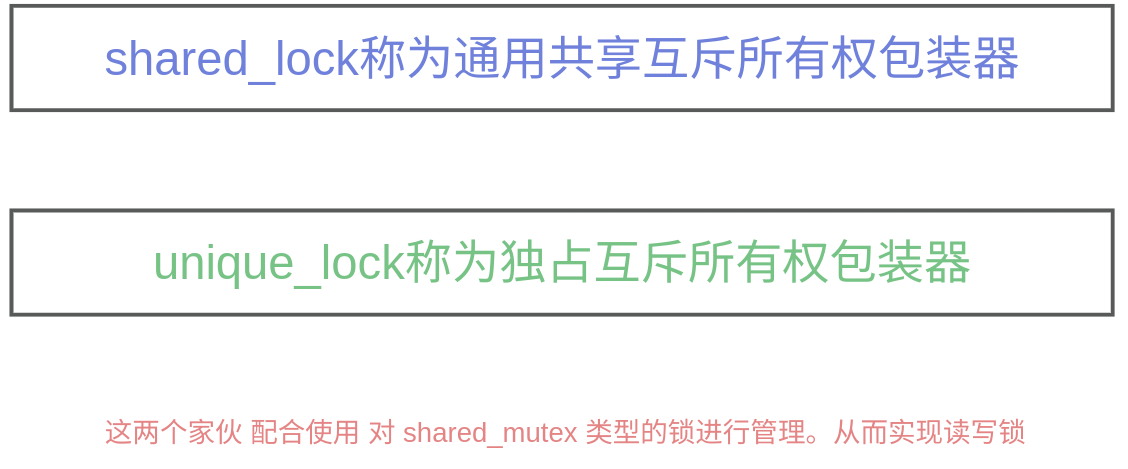 shared_lock称为通用共享互斥所有权包装器
unique_lock称为独占互斥所有权包装器
这两个家伙 配合使用 对 shared_mutex 类型的锁进行管理。从而实现读写锁